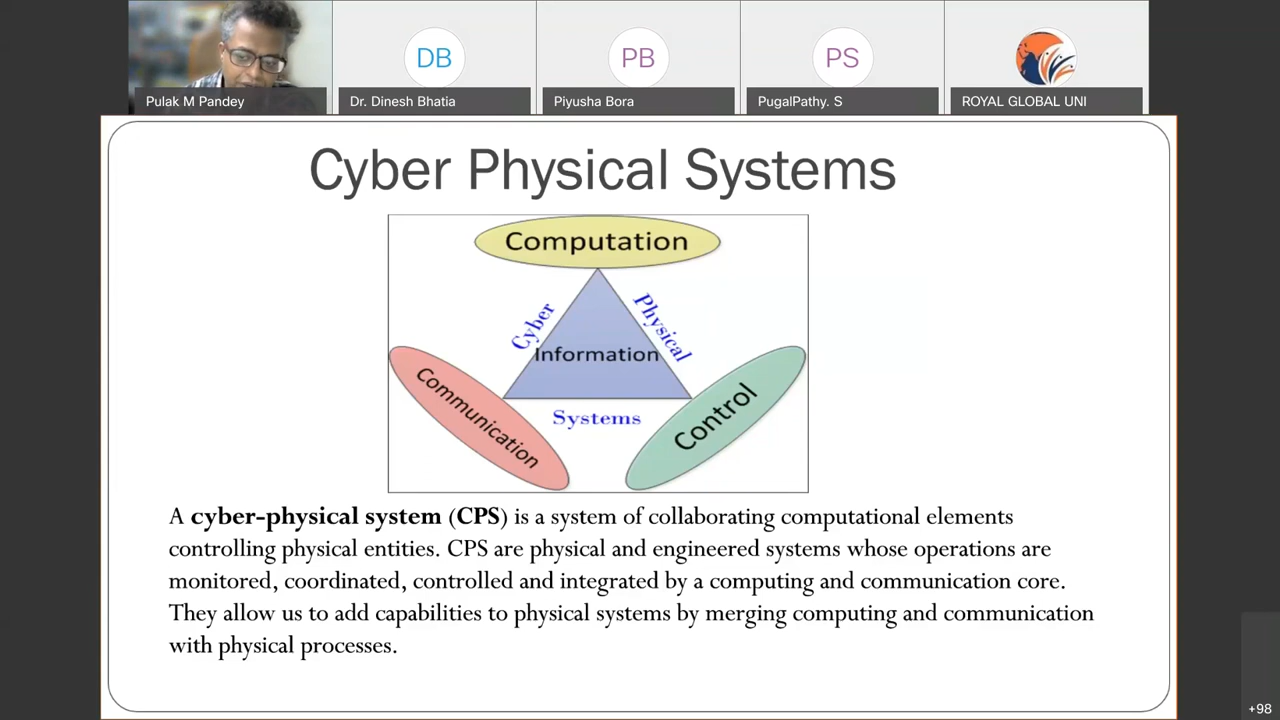 DB
PB
PS
Pulak M Pandey
Dr. Dinesh Bhatia
Piyusha Bora
PugalPathy. S
ROYAL GLOBAL UNI
Cyber Physical Systems
Computation
Cyber
Physical
Information
Communication
Systems
Control
A cyber-physical system (CPS) is a system of collaborating computational elements
controlling physical entities. CPS are physical and engineered systems whose operations are
monitored, coordinated, controlled and integrated by a computing and communication core.
They allow us to add capabilities to physical systems by merging computing and communication
with physical processes.
+98